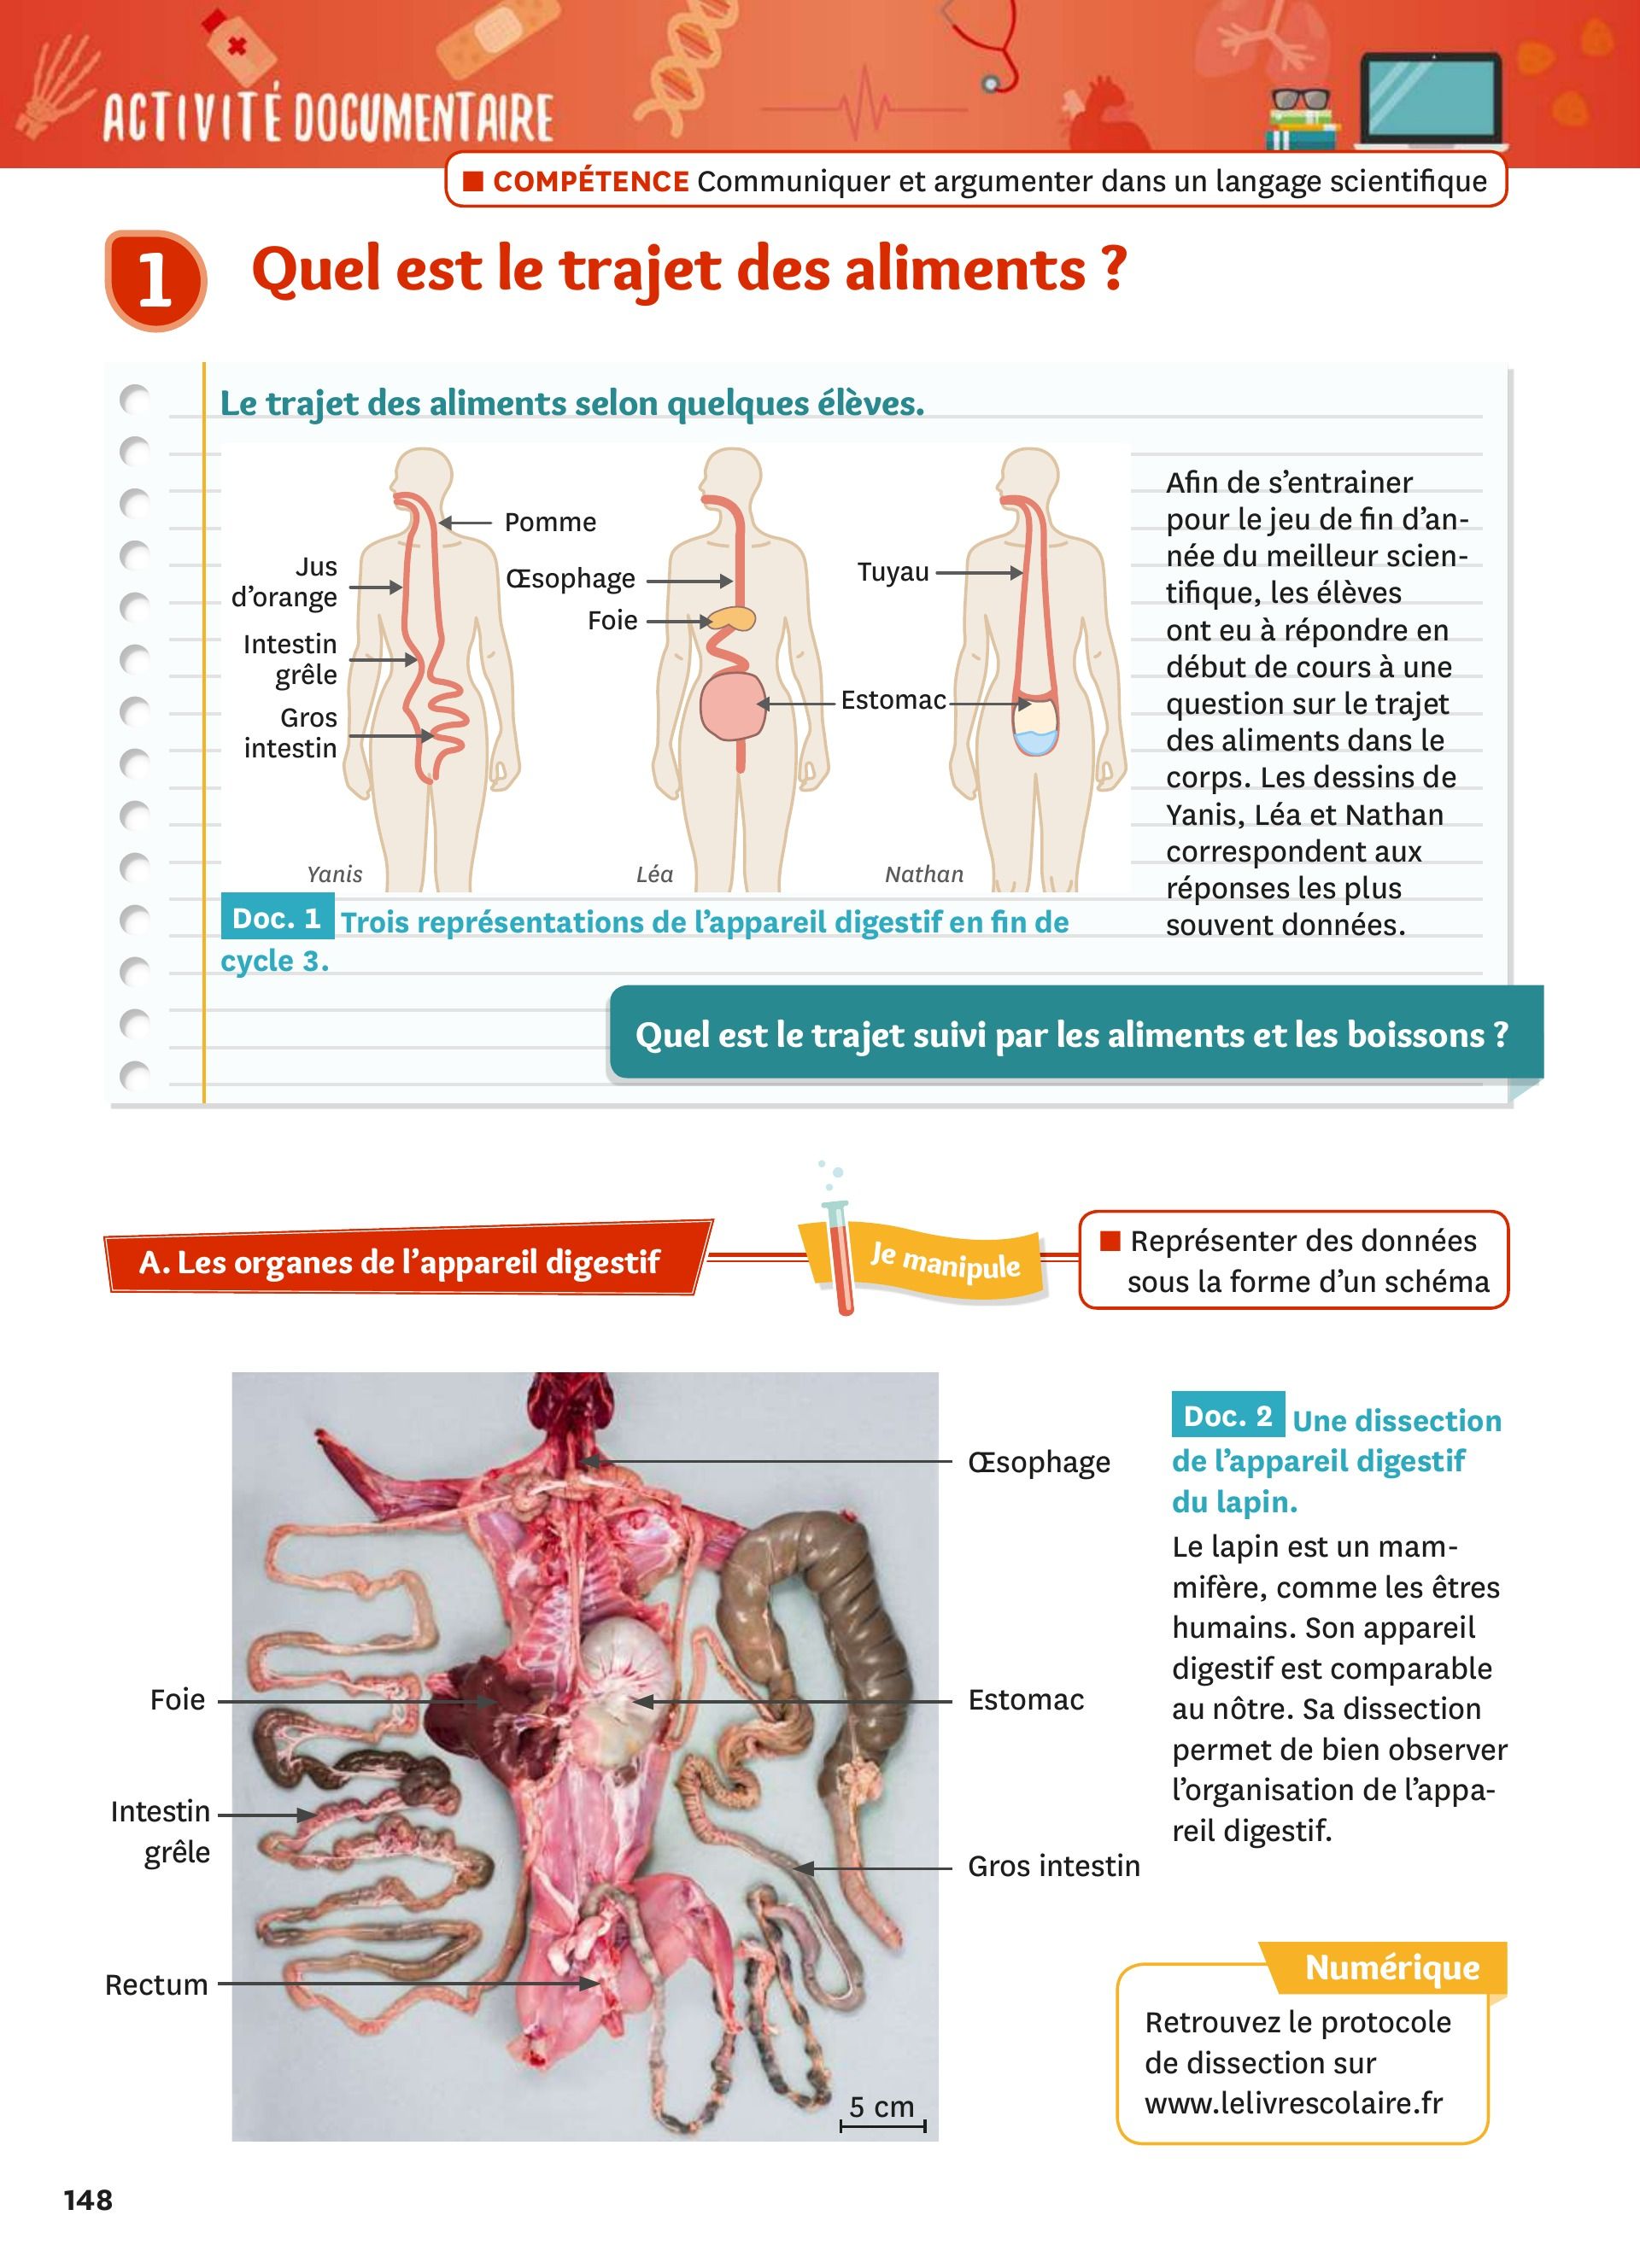 ACTIVITÉ DOCUMENTAIRE
■ COMPÉTENCE Communiquer et argumenter dans un langage scientifique
1 Quel est le trajet des aliments ?
Le trajet des aliments selon quelques élèves.
Pomme
Jus
d'orange
Intestin
grêle
Gros
intestin
Yanis
Œsophage
Foie
Estomac
Léa
Tuyau
Nathan
Doc. 1 Trois représentations de l'appareil digestif en fin de
cycle 3.
Afin de s'entrainer
pour le jeu de fin d'an-
née du meilleur scien-
tifique, les élèves
ont eu à répondre en
début de cours à une
question sur le trajet
des aliments dans le
corps. Les dessins de
Yanis, Léa et Nathan
correspondent aux
réponses les plus
souvent données.
Quel est le trajet suivi par les aliments et les boissons ?
A. Les organes de l'appareil digestif
Je manipule
■ Représenter des données
sous la forme d'un schéma
Œsophage
Foie
Estomac
Intestin
grêle
Gros intestin
Rectum
5 cm
Doc. 2 Une dissection
de l'appareil digestif
du lapin.
Le lapin est un mam-
mifère, comme les êtres
humains. Son appareil
digestif est comparable
au nôtre. Sa dissection
permet de bien observer
l'organisation de l'appa-
reil digestif.
Numérique
Retrouvez le protocole
de dissection sur
www.lelivrescolaire.fr
148